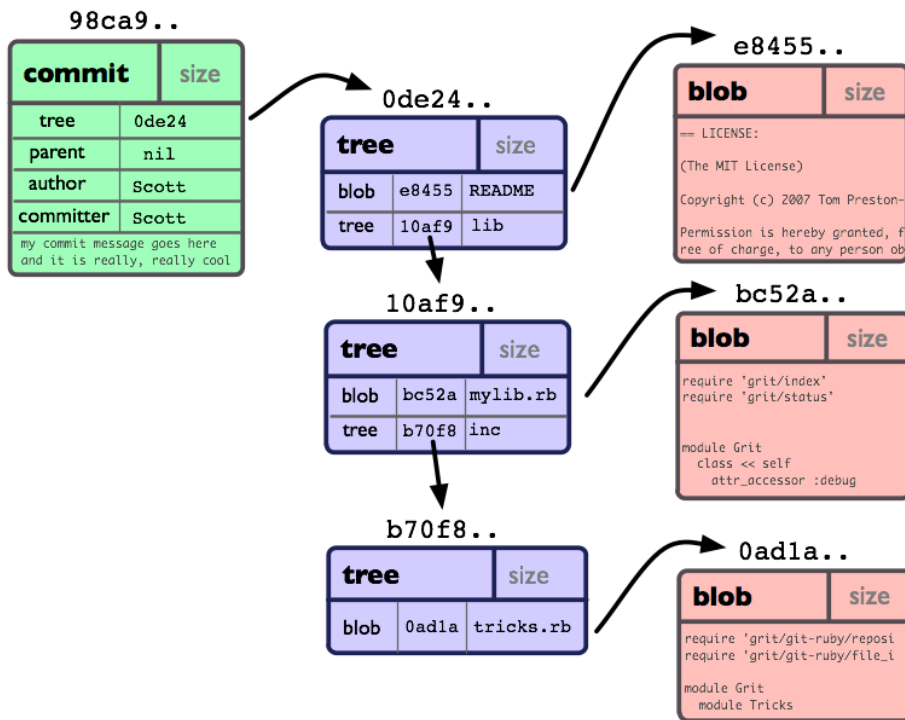 98ca9..
commit size
tree 0de24
parent nil
author Scott
committer Scott
my commit message goes here
and it is really, really cool
0de24..
tree size
blob e8455 README
tree 10af9 lib
10af9..
tree size
blob bc52a mylib.rb
tree b70f8 inc
b70f8..
tree size
blob 0ad1a tricks.rb
e8455..
blob size
== LICENSE:
(The MIT License)
Copyright (c) 2007 Tom Preston-
Permission is hereby granted, f
ree of charge, to any person ob
bc52a..
blob size
require 'grit/index'
require 'grit/status'
module Grit
class << self
attr_accessor :debug
0ad1a..
blob size
require 'grit/git-ruby/reposi
require 'grit/git-ruby/file_i
module Grit
module Tricks